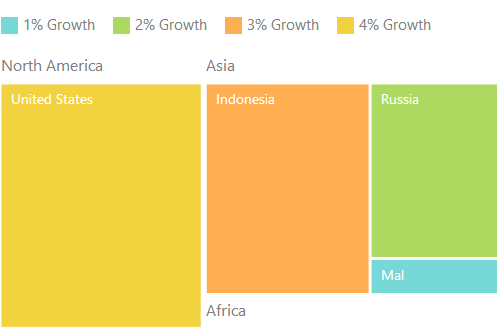 1% Growth 2% Growth 3% Growth 4% Growth
North America Asia
United States Indonesia Russia
Mal
Africa